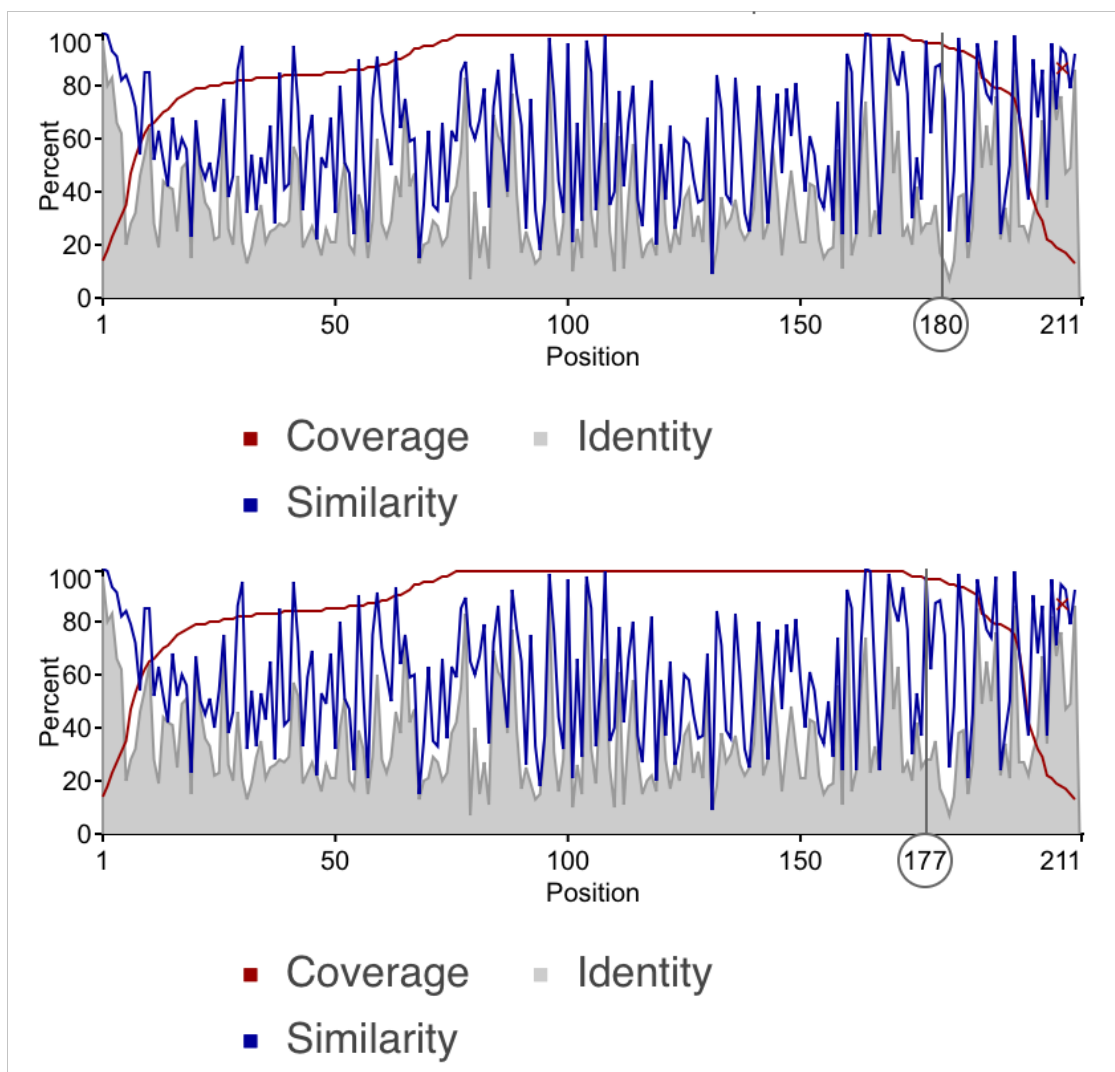 100
80
60
40
20
0
Percent
1 50 100 150 180 211
Position
Coverage Identity
Similarity
100
80
60
40
20
0
Percent
1 50 100 150 177 211
Position
Coverage Identity
Similarity